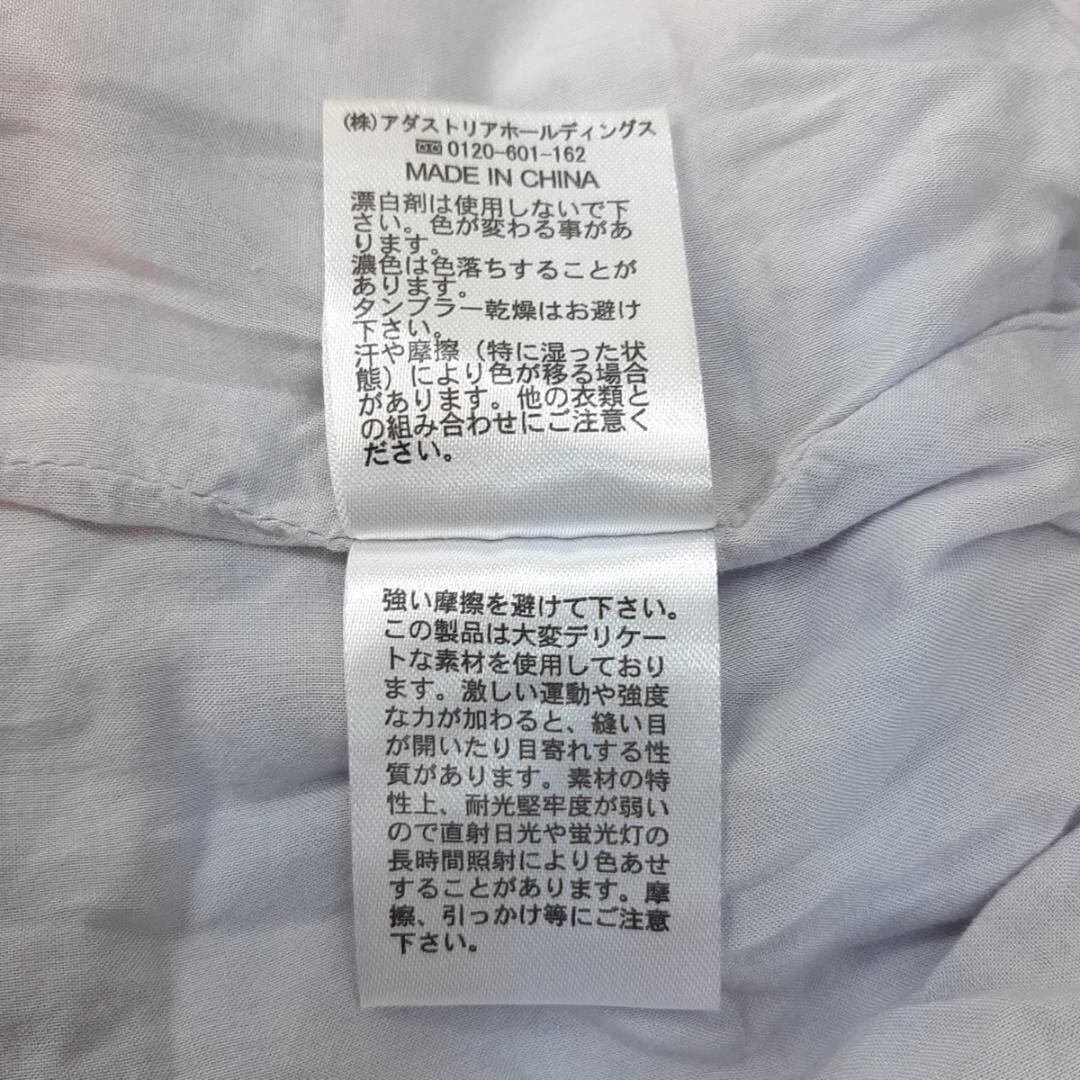 (株)アダストリアホールディングス
0120-601-162
MADE IN CHINA
漂白剤は使用しないで下
さい。色が変わる事があ
ります。
濃色は色落ちすることが
あります。
タンブラー乾燥はお避け
下さい。
汗や摩擦（特に湿った状
態）により色が移る場合
があります。他の衣類と
の組み合わせにご注意く
ださい。
強い摩擦を避けて下さい。
この製品は大変デリケー
トな素材を使用しており
ます。激しい運動や強度
な力が加わると、縫い目
が開いたり目寄れする性
質があります。素材の特
性上、耐光堅牢度が弱い
ので直射日光や蛍光灯の
長時間照射により色あせ
することがあります。摩
擦、引っかけ等にご注意
下さい。